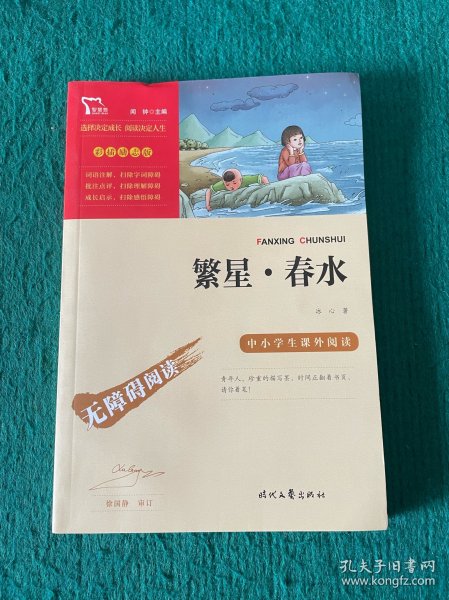 智慧熊
闻 钟◎主编
选择决定成长 阅读决定人生
彩插励志版
词语注解，扫除字词障碍
批注点评，扫除理解障碍
成长启示，扫除感悟障碍
FANXING CHUNSHUI
繁星·春水
冰 心 著
中小学生课外阅读
青年人，珍重的描写罢，时间正翻着书页，
请你着笔！
无障碍阅读
徐国静 审订
时代文艺出版社
孔夫子旧书网
www.kongfz.com